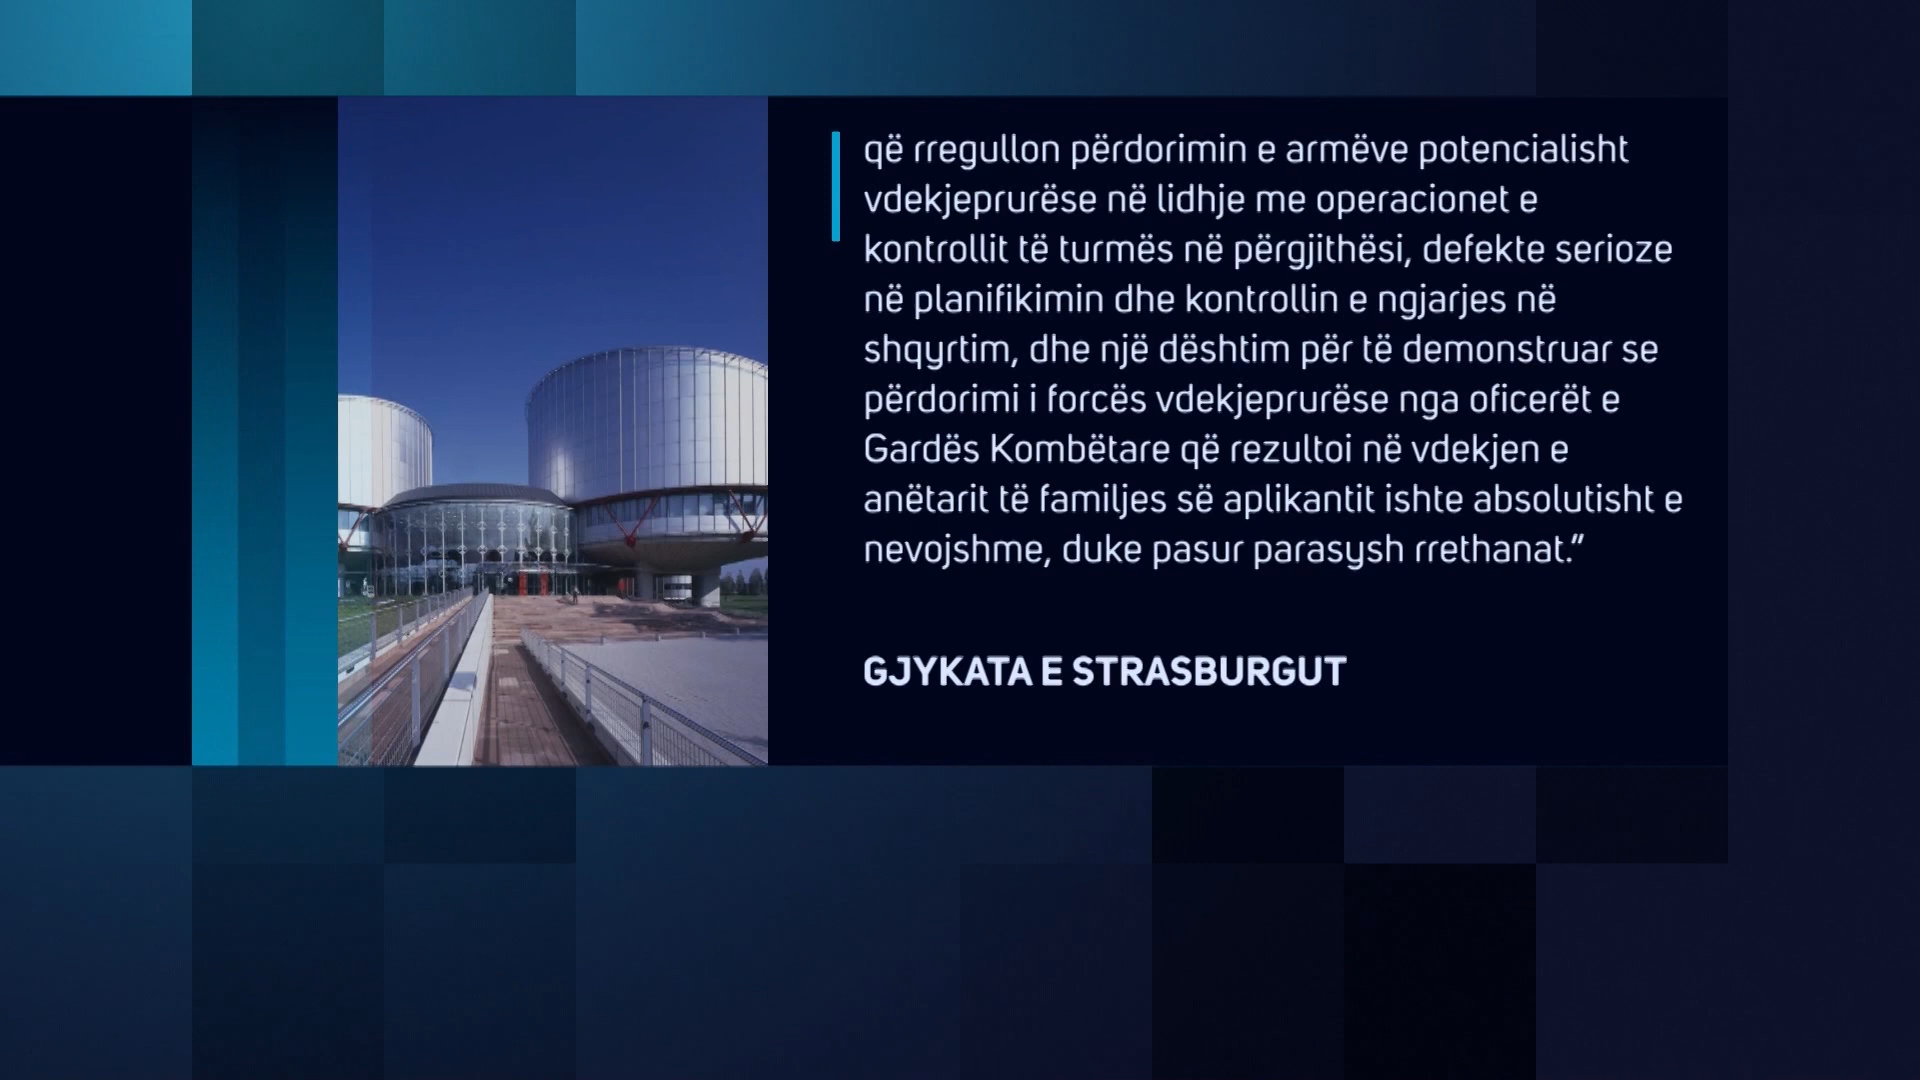 që rregullon përdorimin e armëve potencialisht
vdekjeprurëse në lidhje me operacionet e
kontrollit të turmës në përgjithësi, defekte serioze
në planifikimin dhe kontrollin e ngjarjes në
shqyrtim, dhe një dështim për të demonstruar se
përdorimi i forcës vdekjeprurëse nga oficerët e
Gardës Kombëtare që rezultoi në vdekjen e
anëtarit të familjes së aplikantit ishte absolutisht e
nevojshme, duke pasur parasysh rrethanat.”
GJYKATA E STRASBURGUT